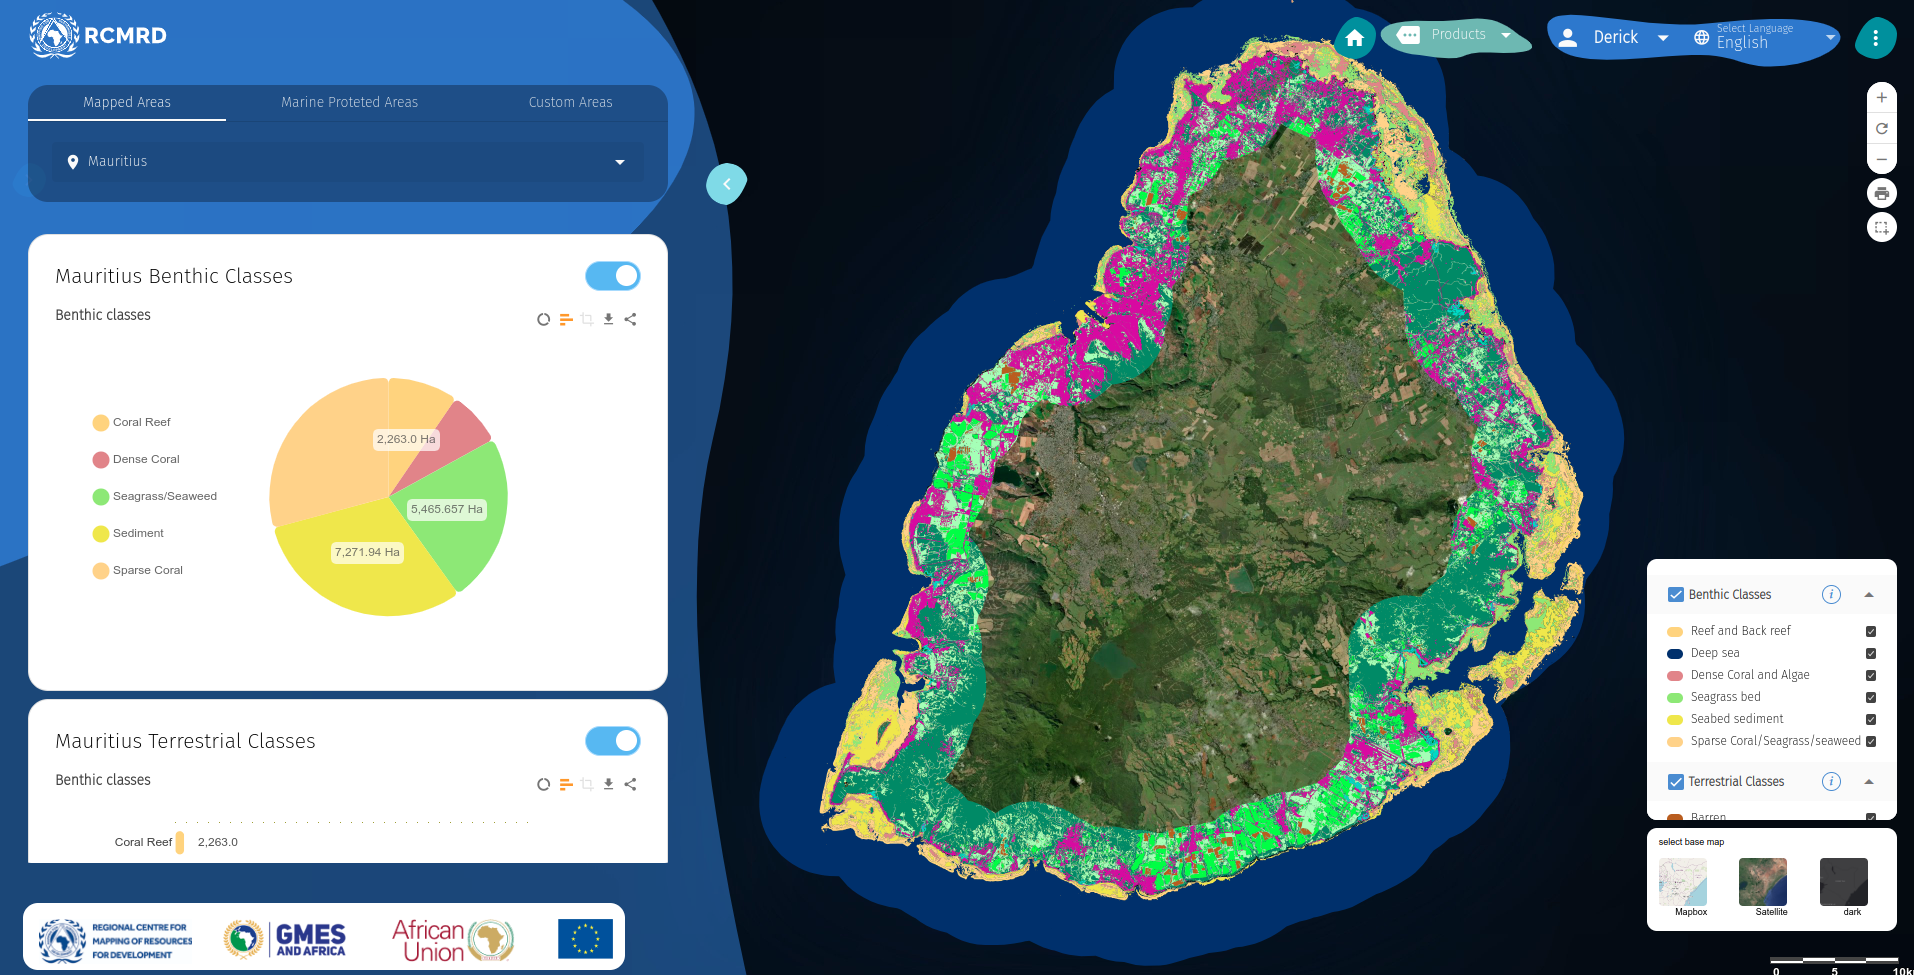 RCMRD
Products
Derick
Select Language
English
Mapped Areas
Marine Proteted Areas
Custom Areas
Mauritius
Mauritius Benthic Classes
Benthic classes
Coral Reef
Dense Coral
Seagrass/Seaweed
Sediment
Sparse Coral
2,263.0 Ha
5,465.657 Ha
7,271.94 Ha
Mauritius Terrestrial Classes
Benthic classes
Coral Reef
2,263.0
REGIONAL CENTRE FOR
MAPPING OF RESOURCES
FOR DEVELOPMENT
GMES
AND AFRICA
African
Union
Benthic Classes
Reef and Back reef
Deep sea
Dense Coral and Algae
Seagrass bed
Seabed sediment
Sparse Coral/Seagrass/seaweed
Terrestrial Classes
Barren
select base map
Mapbox
Satellite
dark
0 5 10k